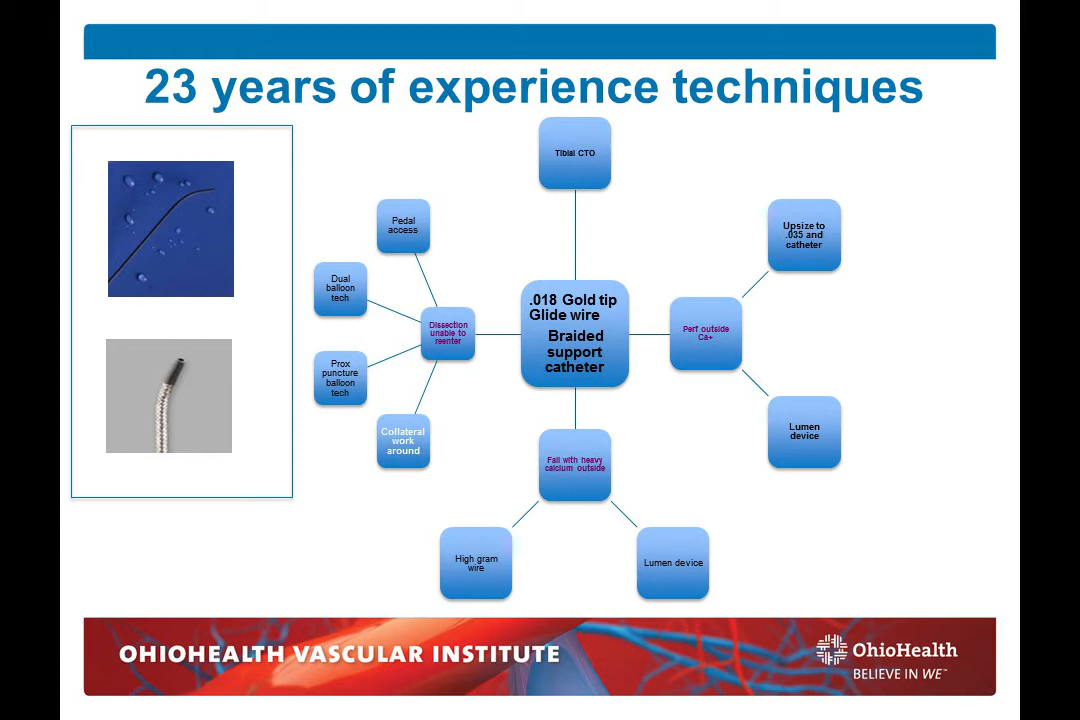 23 years of experience techniques
Tibial CTO
Pedal
access
Dual
balloon
tech
Prox
puncture
balloon
tech
Collateral
work
around
Dissection
unable to
reenter
.018 Gold tip
Glide wire
Braided
support
catheter
Perf outside
Ca+
Upsize to
.035 and
catheter
Lumen
device
Fail with heavy
calcium outside
High gram
wire
Lumen device
OHIOHEALTH VASCULAR INSTITUTE
OhioHealth
BELIEVE IN WE™